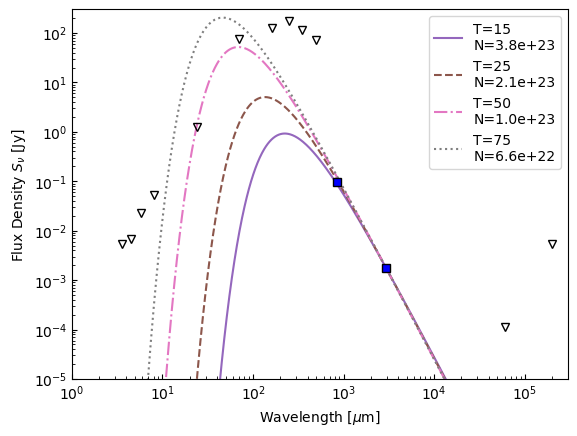 T=15
N=3.8e+23
T=25
N=2.1e+23
T=50
N=1.0e+23
T=75
N=6.6e+22
Flux Density $S_\nu$ [Jy]
10²
10¹
10⁰
10⁻¹
10⁻²
10⁻³
10⁻⁴
10⁻⁵
10⁰ 10¹ 10² 10³ 10⁴ 10⁵
Wavelength [μm]